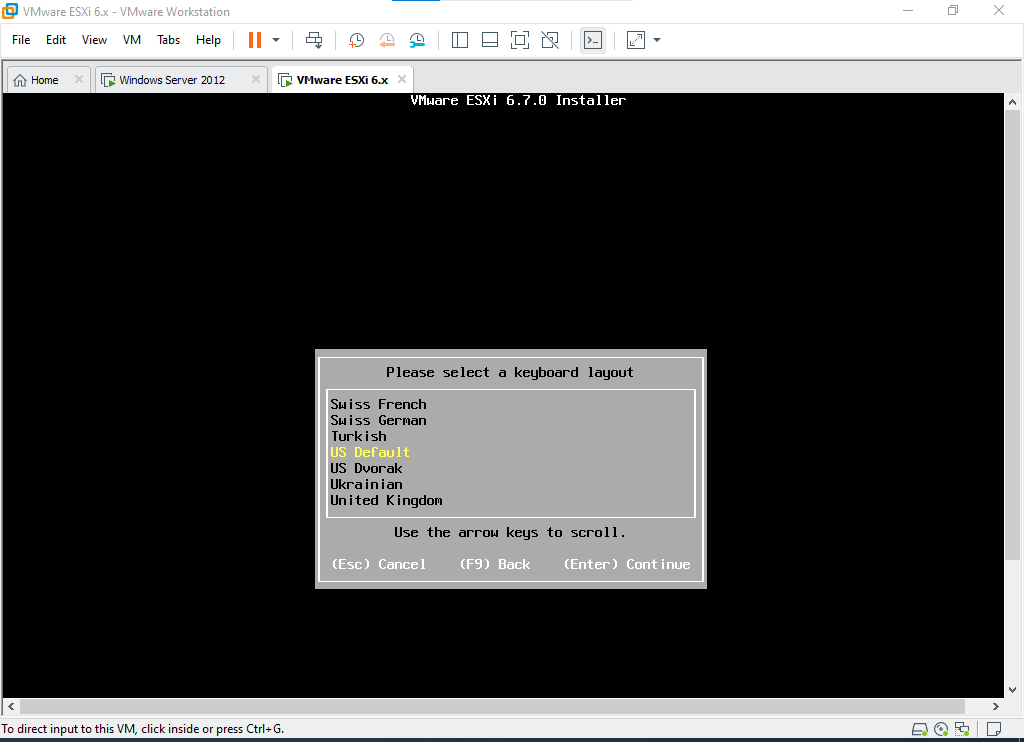 VMware ESXi 6.x - VMware Workstation
File Edit View VM Tabs Help
Home Windows Server 2012 VMware ESXi 6.x
VMware ESXi 6.7.0 Installer
Please select a keyboard layout
Swiss French
Swiss German
Turkish
US Default
US Dvorak
Ukrainian
United Kingdom
Use the arrow keys to scroll.
(Esc) Cancel (F9) Back (Enter) Continue
To direct input to this VM, click inside or press Ctrl+G.